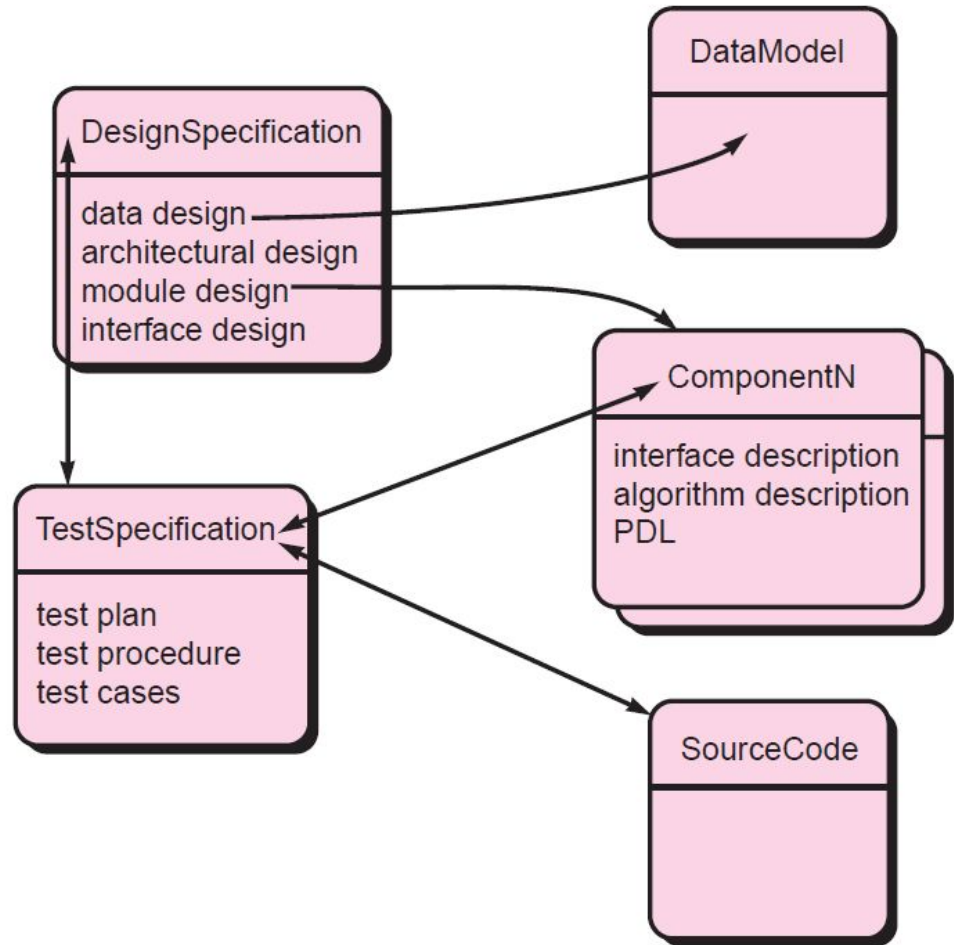 DataModel
DesignSpecification
data design
architectural design
module design
interface design
ComponentN
interface description
algorithm description
PDL
TestSpecification
test plan
test procedure
test cases
SourceCode